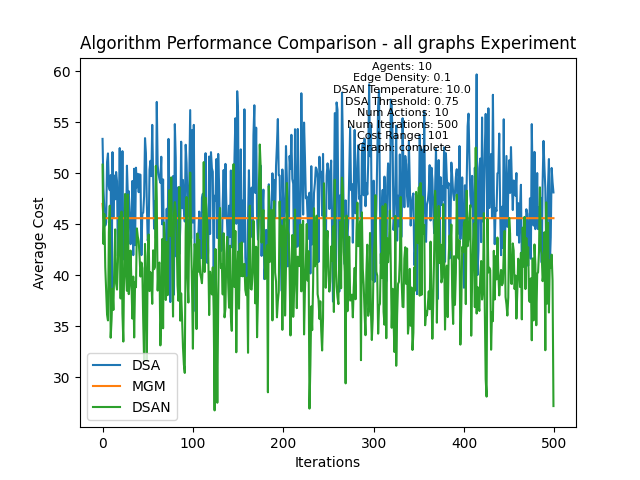 Algorithm Performance Comparison - all graphs Experiment
Agents: 10
Edge Density: 0.1
DSAN Temperature: 10.0
DSA Threshold: 0.75
Num Actions: 10
Num Iterations: 500
Cost Range: 101
Graph: complete
60
55
50
45
40
35
30
Average Cost
DSA
MGM
DSAN
0
100
200
300
400
500
Iterations